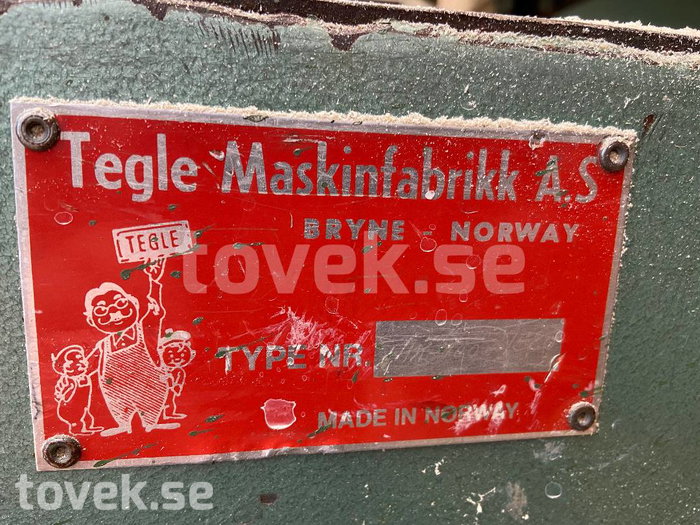 Tegle Maskinfabrikk A.S
BRYNE - NORWAY
TEGLE
tovek.se
TYPE NR.
MADE IN NORWAY
tovek.se